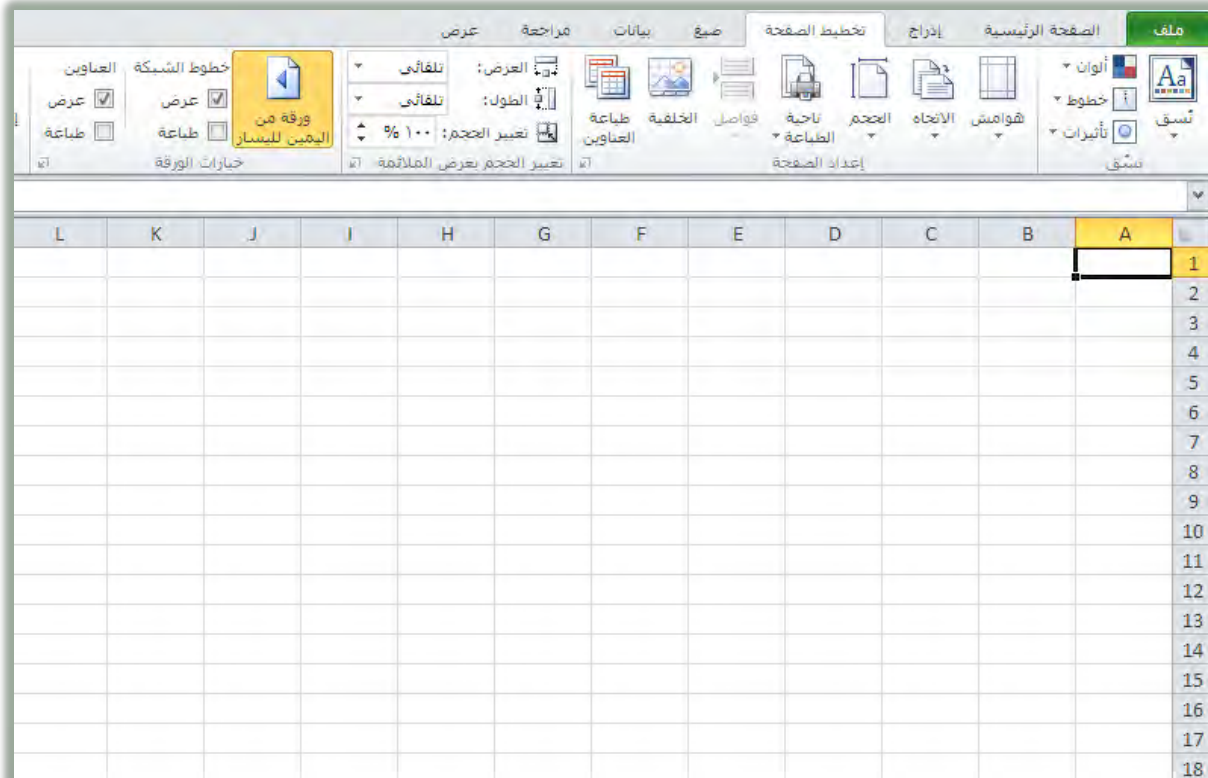 ملف الصفحة الرئيسية إدراج تخطيط الصفحة صيغ بيانات مراجعة عرض
ألوان
خطوط
تأثيرات
نسق
نسق
هوامش
الاتجاه
الحجم
ناحية
الطباعة
فواصل
الخلفية
طباعة
العناوين
إعداد الصفحة
العرض: تلقائي
الطول: تلقائي
تغيير الحجم: ١٠٠ %
تغيير الحجم بغرض الملائمة
ورقة من
اليمين لليسار
خطوط الشبكة
عرض
طباعة
العناوين
عرض
طباعة
خيارات الورقة
A B C D E F G H I J K L
1
2
3
4
5
6
7
8
9
10
11
12
13
14
15
16
17
18